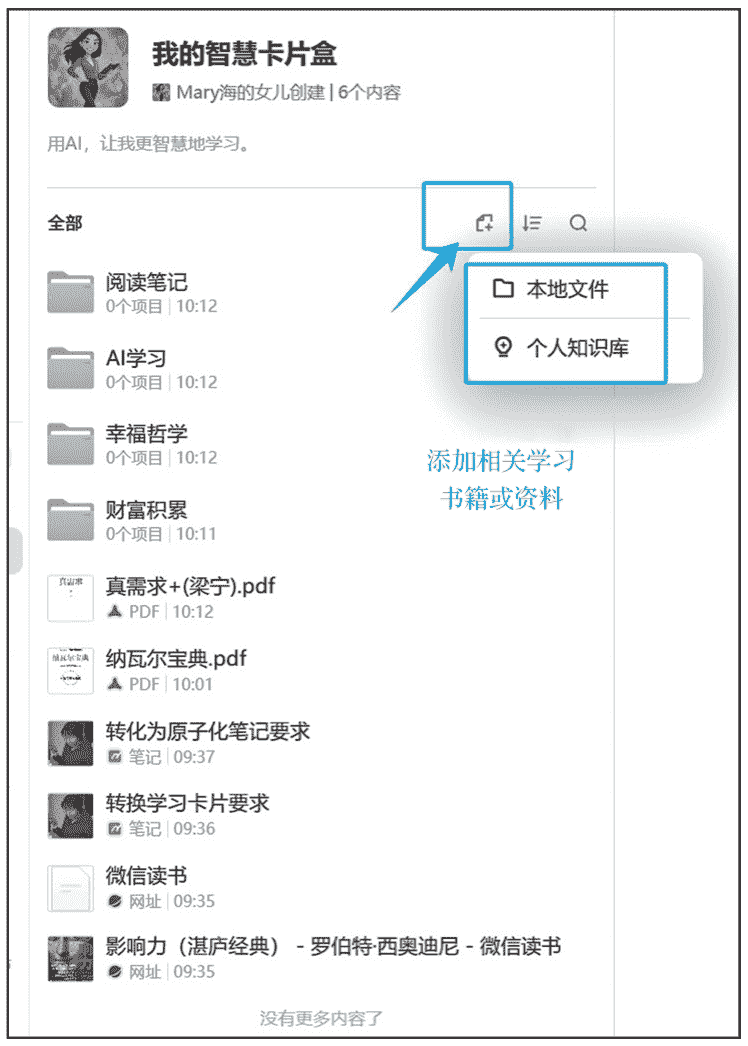 我的智慧卡片盒
Mary海的女儿创建 | 6个内容
用AI，让我更智慧地学习。
全部
本地文件
个人知识库
添加相关学习
书籍或资料
阅读笔记
0个项目 | 10:12
AI学习
0个项目 | 10:12
幸福哲学
0个项目 | 10:12
财富积累
0个项目 | 10:11
真需求
真需求+(梁宁).pdf
PDF | 10:12
纳瓦尔宝典
纳瓦尔宝典.pdf
PDF | 10:01
转化为原子化笔记要求
笔记 | 09:37
转换学习卡片要求
笔记 | 09:36
微信读书
网址 | 09:35
影响力（湛庐经典） - 罗伯特·西奥迪尼 - 微信读书
网址 | 09:35
没有更多内容了